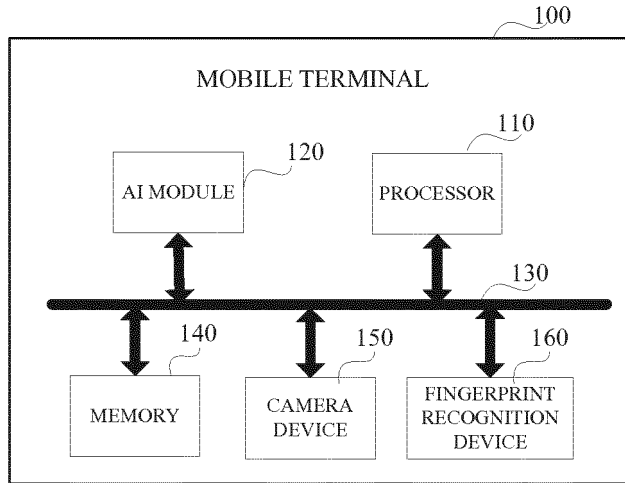 100
MOBILE TERMINAL
120
110
AI MODULE
PROCESSOR
130
140
150
160
MEMORY
CAMERA
DEVICE
FINGERPRINT
RECOGNITION
DEVICE